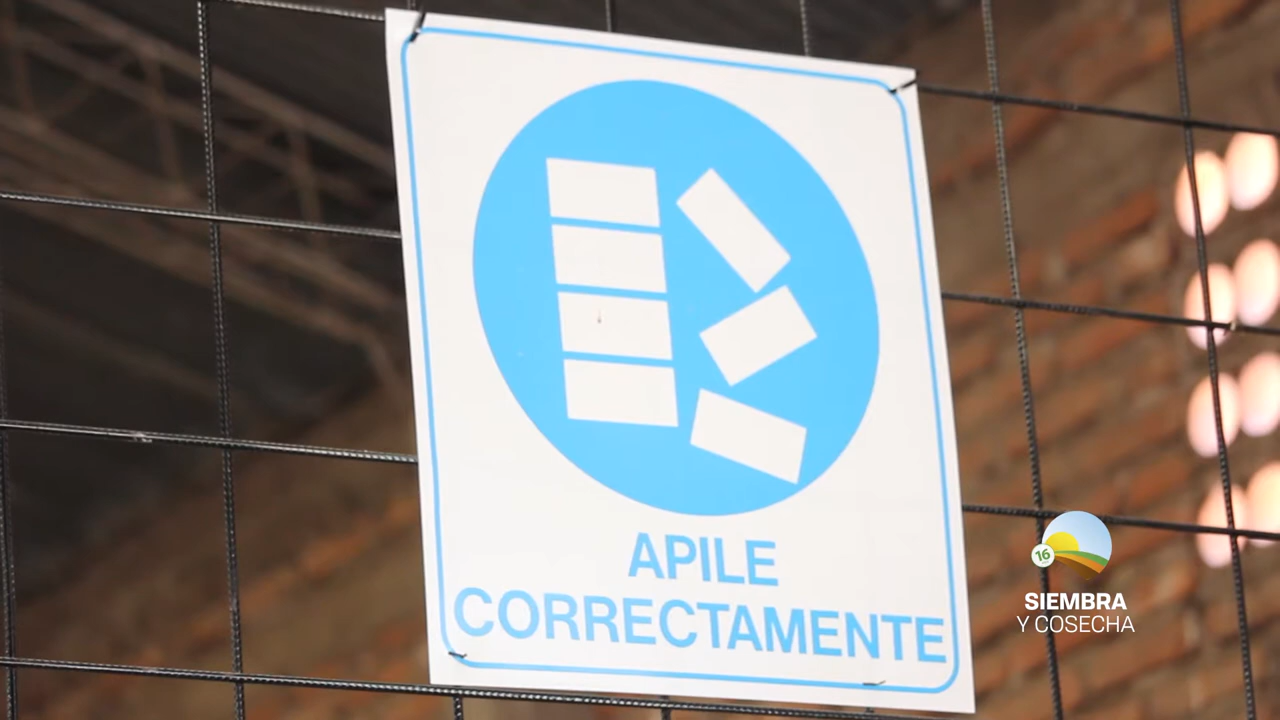 APILE
CORRECTAMENTE
16
SIEMBRA
Y COSECHA